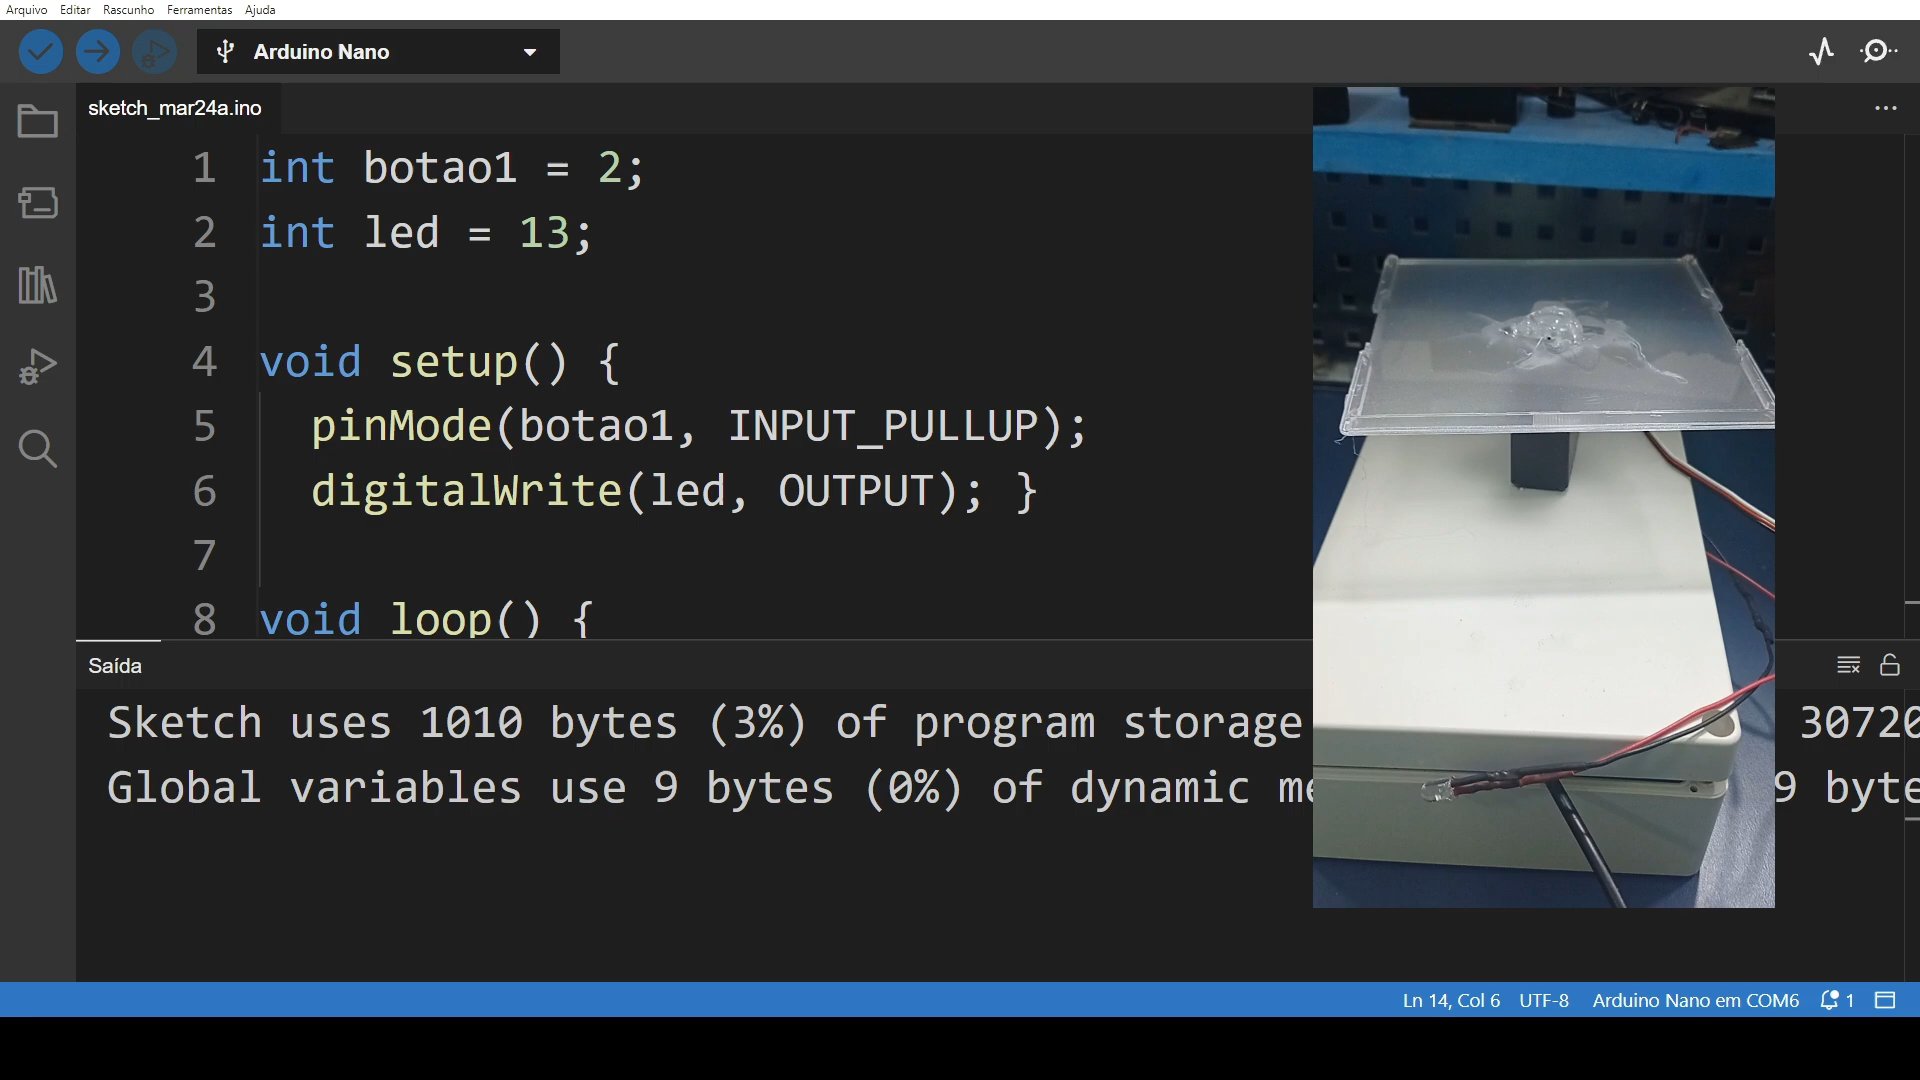 Arquivo Editar Rascunho Ferramentas Ajuda
Arduino Nano
sketch_mar24a.ino
1 int botao1 = 2;
2 int led = 13;
3
4 void setup() {
5 pinMode(botao1, INPUT_PULLUP);
6 digitalWrite(led, OUTPUT); }
7
8 void loop() {
Saída
Sketch uses 1010 bytes (3%) of program storage 30720
Global variables use 9 bytes (0%) of dynamic 9
Ln 14, Col 6 UTF-8 Arduino Nano em COM6 1